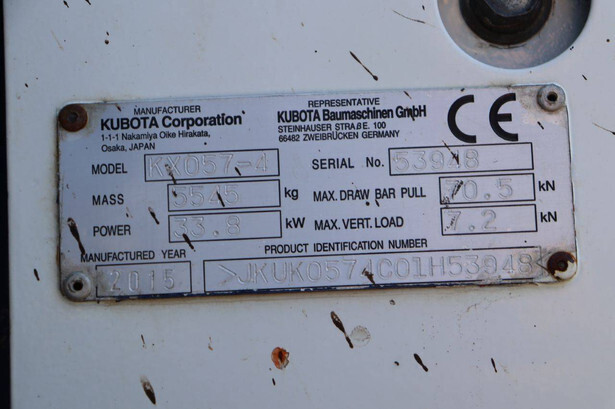 MANUFACTURER
KUBOTA Corporation
1-1-1 Nakamiya Oike Hirakata,
Osaka, JAPAN
REPRESENTATIVE
KUBOTA Baumaschinen GmbH
STEINHAUSER STRAßE. 100
66482 ZWEIBRÜCKEN GERMANY
CE
MODEL KX057-4
SERIAL No. 53948
MASS 5545 kg
MAX. DRAW BAR PULL 70.5 kN
POWER 33.8 kW
MAX. VERT. LOAD 7.2 kN
MANUFACTURED YEAR
2015
PRODUCT IDENTIFICATION NUMBER
>JKUK0574C01H53948<